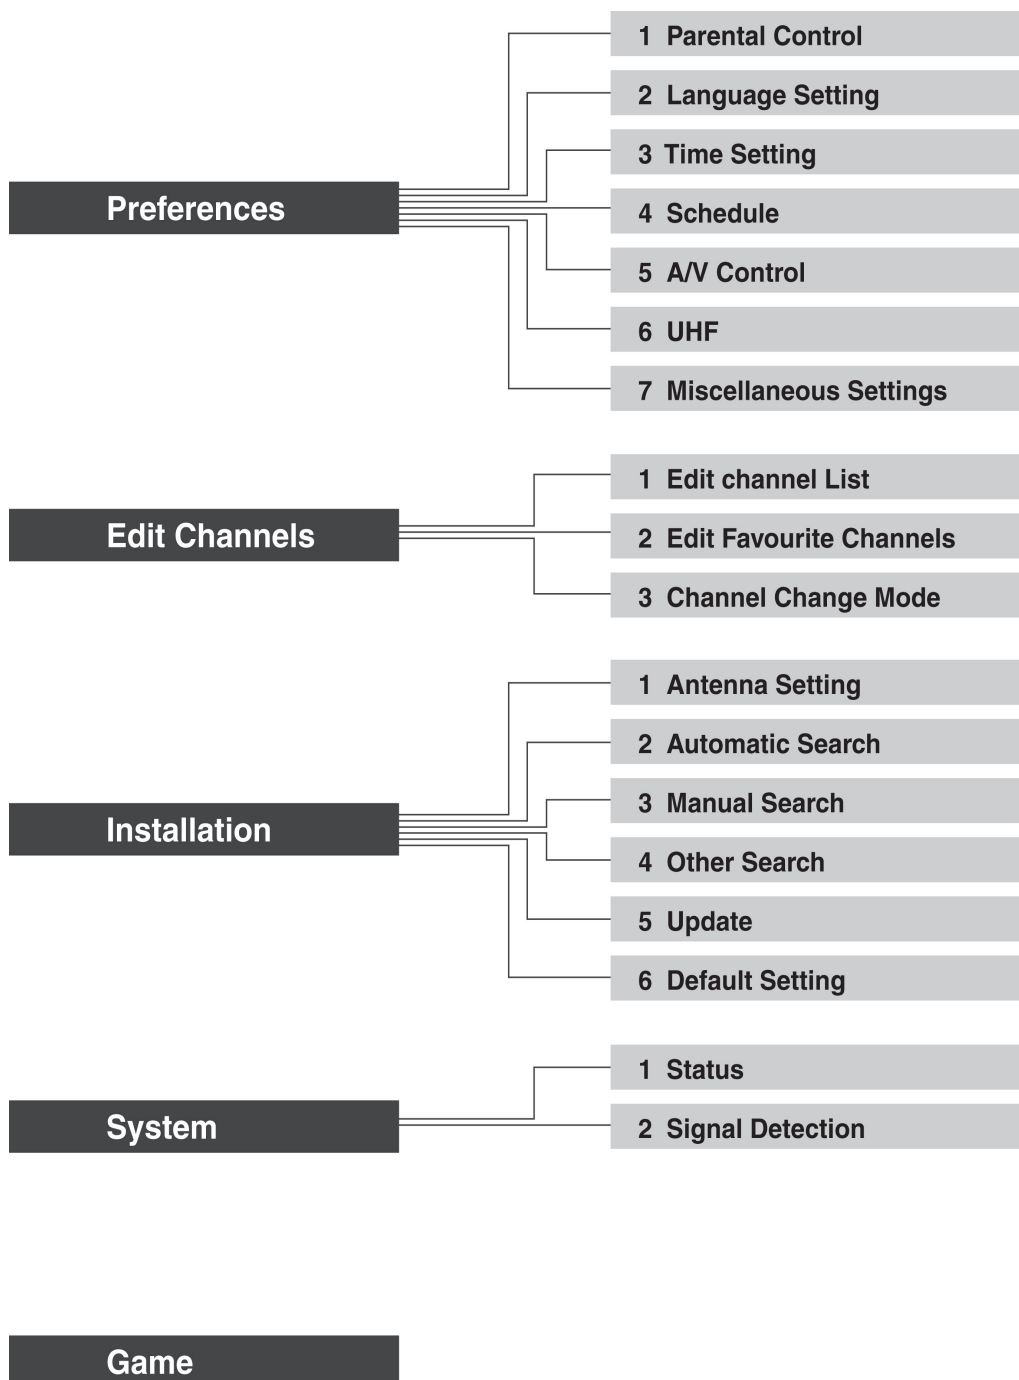 Preferences
1 Parental Control
2 Language Setting
3 Time Setting
4 Schedule
5 A/V Control
6 UHF
7 Miscellaneous Settings
Edit Channels
1 Edit channel List
2 Edit Favourite Channels
3 Channel Change Mode
Installation
1 Antenna Setting
2 Automatic Search
3 Manual Search
4 Other Search
5 Update
6 Default Setting
System
1 Status
2 Signal Detection
Game